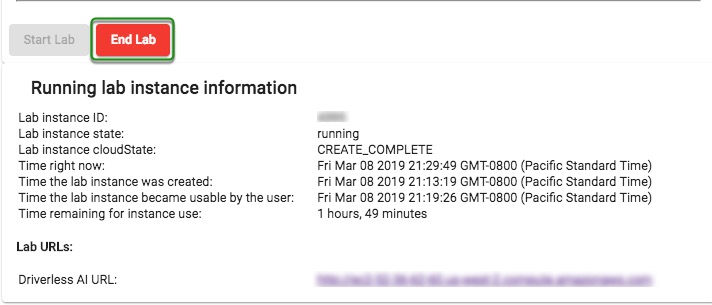 Start Lab End Lab
Running lab instance information
Lab instance ID:
Lab instance state: running
Lab instance cloudState: CREATE_COMPLETE
Time right now: Fri Mar 08 2019 21:29:49 GMT-0800 (Pacific Standard Time)
Time the lab instance was created: Fri Mar 08 2019 21:13:19 GMT-0800 (Pacific Standard Time)
Time the lab instance became usable by the user: Fri Mar 08 2019 21:19:26 GMT-0800 (Pacific Standard Time)
Time remaining for instance use: 1 hours, 49 minutes
Lab URLs:
Driverless AI URL: